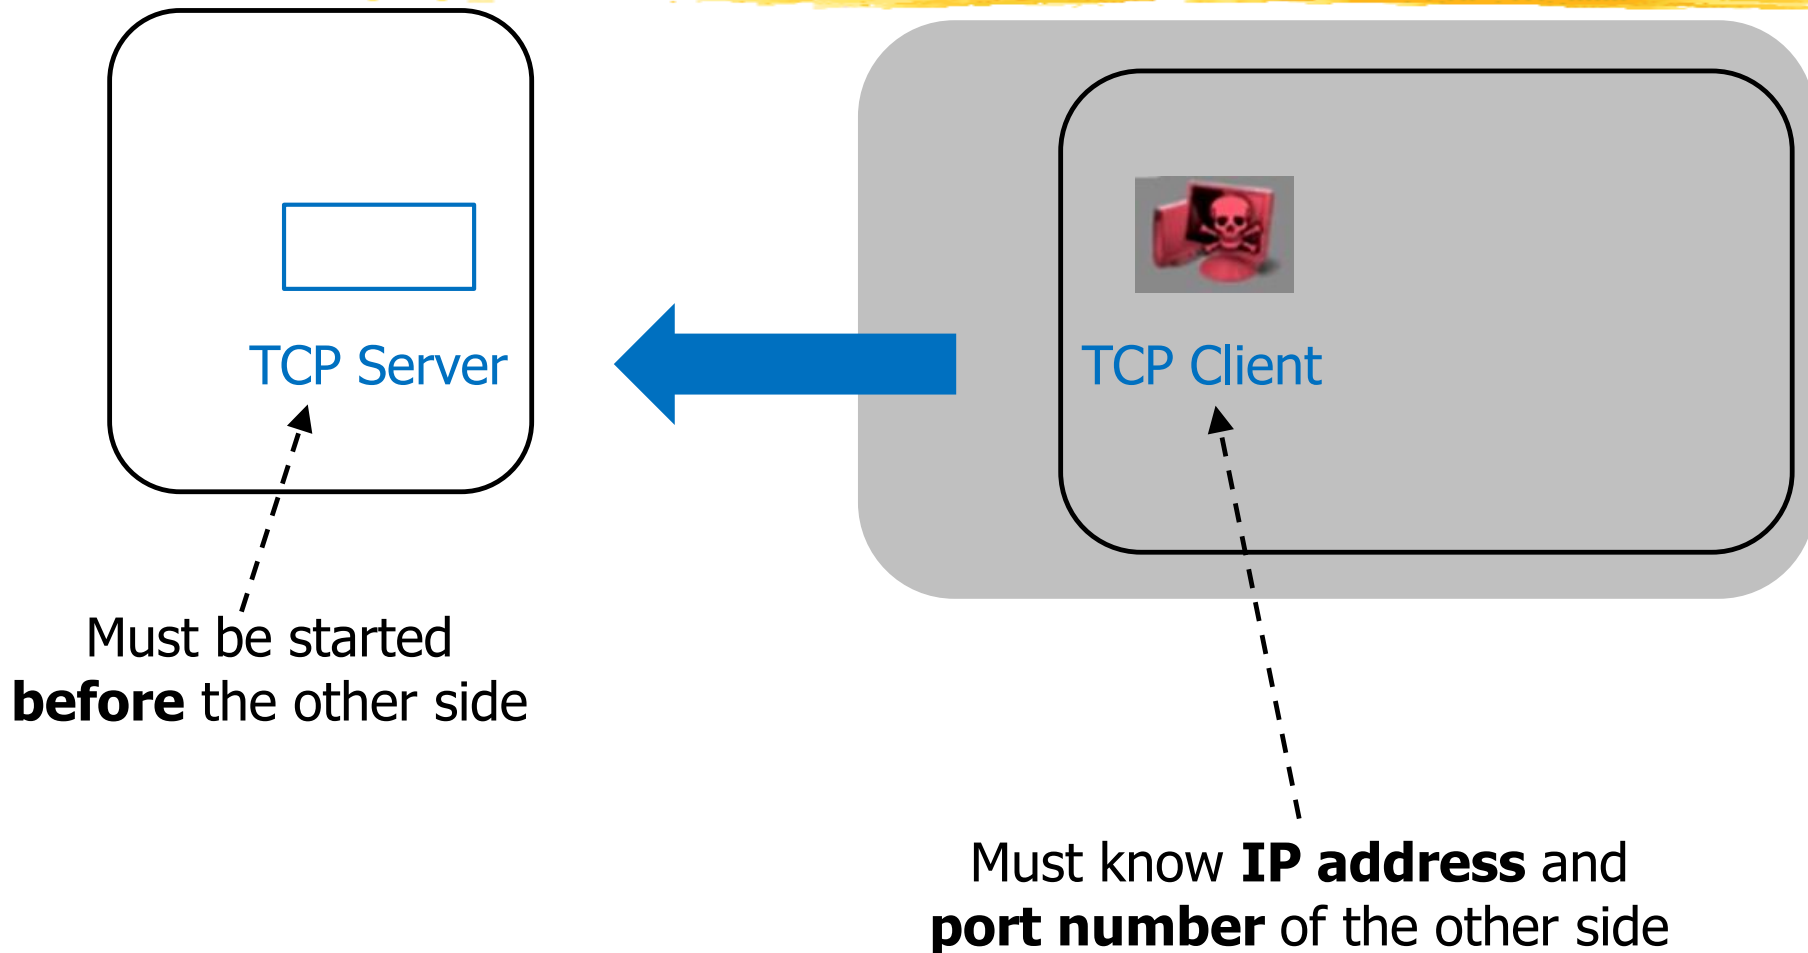 TCP Server
TCP Client
Must be started
before the other side
Must know IP address and
port number of the other side